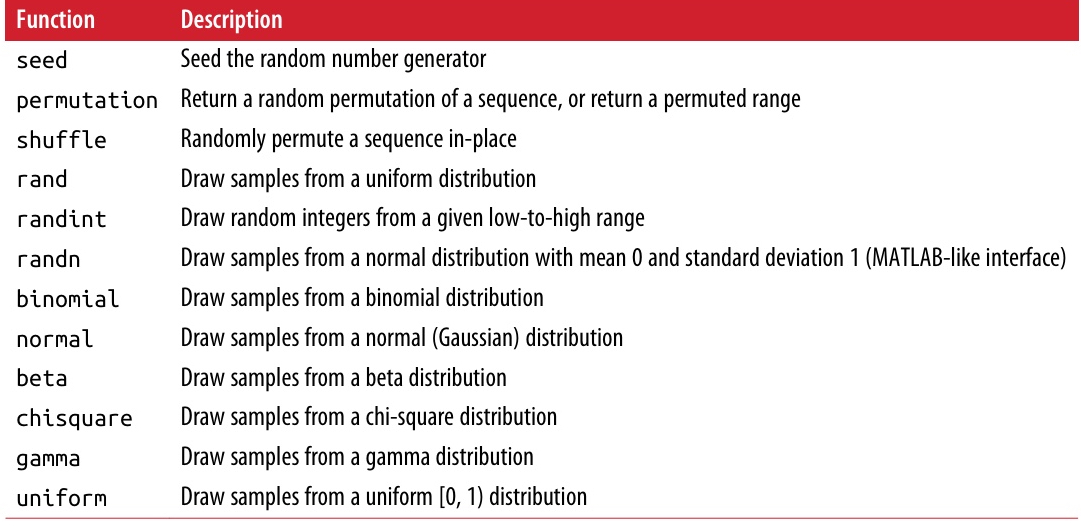 Function Description
seed Seed the random number generator
permutation Return a random permutation of a sequence, or return a permuted range
shuffle Randomly permute a sequence in-place
rand Draw samples from a uniform distribution
randint Draw random integers from a given low-to-high range
randn Draw samples from a normal distribution with mean 0 and standard deviation 1 (MATLAB-like interface)
binomial Draw samples from a binomial distribution
normal Draw samples from a normal (Gaussian) distribution
beta Draw samples from a beta distribution
chisquare Draw samples from a chi-square distribution
gamma Draw samples from a gamma distribution
uniform Draw samples from a uniform [0, 1) distribution